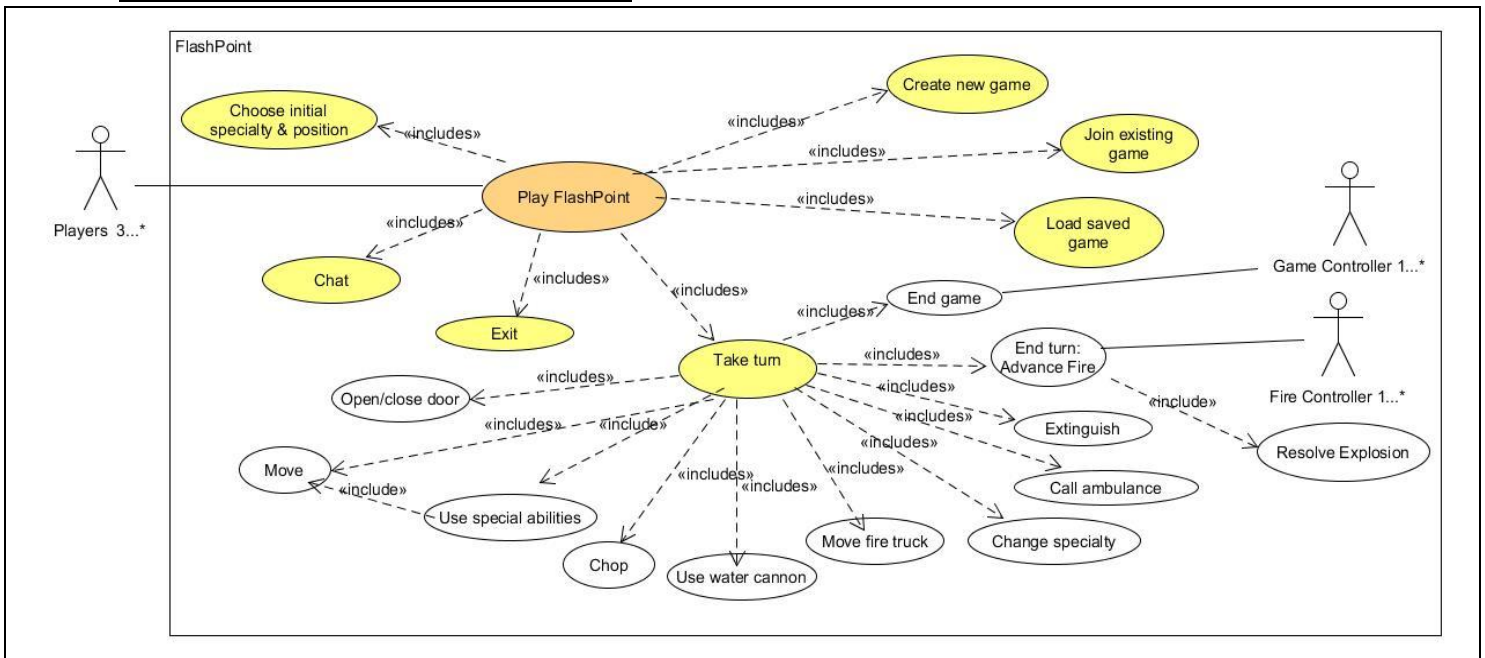 FlashPoint
Create new game
Choose initial
specialty & position
«includes»
«includes»
Join existing
game
«includes»
Play FlashPoint
«includes»
Players 3...*
«includes»
Load saved
game
Chat
«includes»
«includes»
Game Controller 1...*
End game
«includes»
Exit
Take turn
«includes»
End turn:
Advance Fire
«includes»
Open/close door
«includes»
Fire Controller 1...*
«include»
«includes»
«includes»
«include»
Extinguish
«includes»
Resolve Explosion
Move
«includes»
«includes»
«includes»
«include»
Call ambulance
Use special abilities
Move fire truck
Change specialty
Chop
Use water cannon